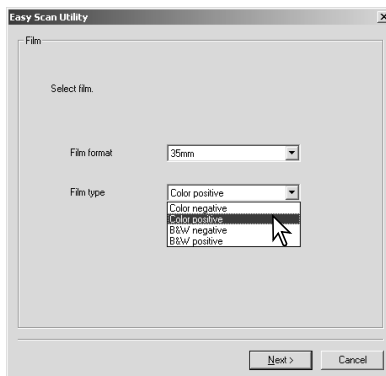 Easy Scan Utility
Film
Select film.
Film format 35mm
Film type Color positive
Color negative
Color positive
B&W negative
B&W positive
Next > Cancel